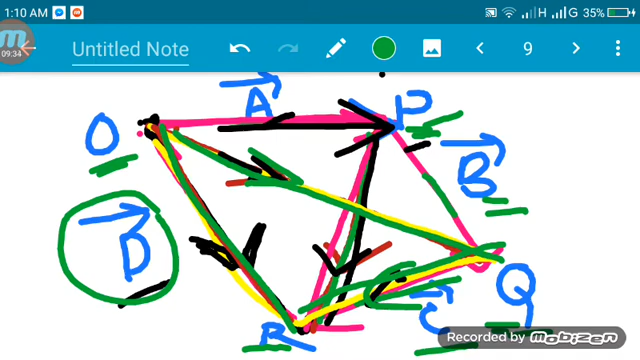 1:10 AM H G 35%
09:34
Untitled Note 9
A
O P
B
D
Q
C
R
RECORDED BY MOBIZEN